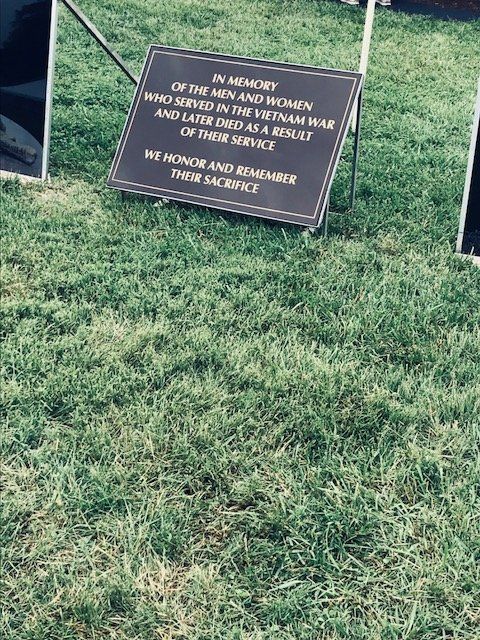 IN MEMORY
OF THE MEN AND WOMEN
WHO SERVED IN THE VIETNAM WAR
AND LATER DIED AS A RESULT
OF THEIR SERVICE
WE HONOR AND REMEMBER
THEIR SACRIFICE